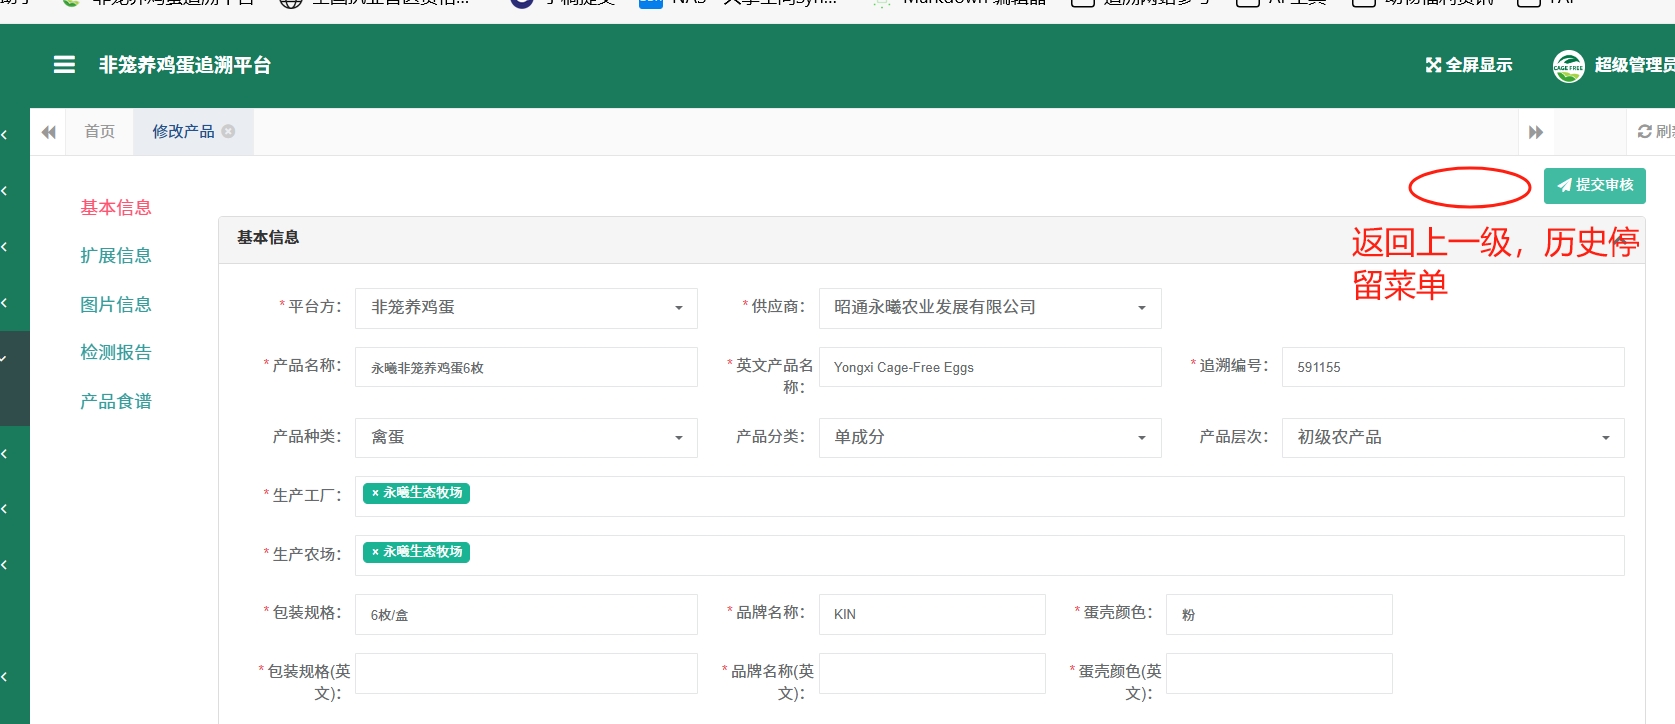 非笼养鸡蛋追溯平台
全屏显示
CAGE FREE
超级管理员
首页
修改产品
刷新
提交审核
基本信息
扩展信息
图片信息
检测报告
产品食谱
基本信息
返回上一级，历史停
留菜单
*平台方：
非笼养鸡蛋
*供应商：
昭通永曦农业发展有限公司
*产品名称：
永曦非笼养鸡蛋6枚
*英文产品名
称：
Yongxi Cage-Free Eggs
*追溯编号：
591155
产品种类：
禽蛋
产品分类：
单成分
产品层次：
初级农产品
*生产工厂：
×永曦生态牧场
*生产农场：
×永曦生态牧场
*包装规格：
6枚/盒
*品牌名称：
KIN
*蛋壳颜色：
粉
*包装规格(英
文)：
*品牌名称(英
文)：
*蛋壳颜色(英
文)：